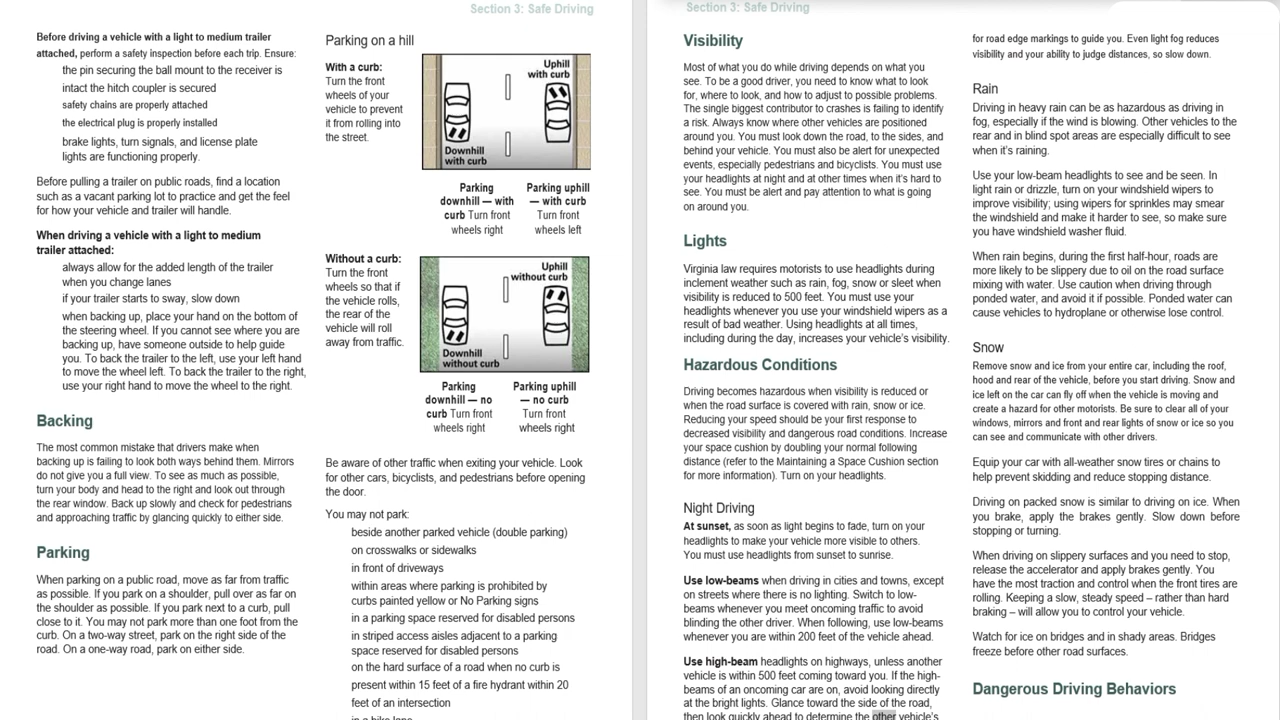 Section 3: Safe Driving
Before driving a vehicle with a light to medium trailer
attached, perform a safety inspection before each trip. Ensure:
the pin securing the ball mount to the receiver is
intact the hitch coupler is secured
safety chains are properly attached
the electrical plug is properly installed
brake lights, turn signals, and license plate
lights are functioning properly.
Before pulling a trailer on public roads, find a location
such as a vacant parking lot to practice and get the feel
for how your vehicle and trailer will handle.
When driving a vehicle with a light to medium
trailer attached:
always allow for the added length of the trailer
when you change lanes
if your trailer starts to sway, slow down
when backing up, place your hand on the bottom of
the steering wheel. If you cannot see where you are
backing up, have someone outside to help guide
you. To back the trailer to the left, use your left hand
to move the wheel left. To back the trailer to the right,
use your right hand to move the wheel to the right.
Backing
The most common mistake that drivers make when
backing up is failing to look both ways behind them. Mirrors
do not give you a full view. To see as much as possible,
turn your body and head to the right and look out through
the rear window. Back up slowly and check for pedestrians
and approaching traffic by glancing quickly to either side.
Parking
When parking on a public road, move as far from traffic
as possible. If you park on a shoulder, pull over as far on
the shoulder as possible. If you park next to a curb, pull
close to it. You may not park more than one foot from the
curb. On a two-way street, park on the right side of the
road. On a one-way road, park on either side.
Parking on a hill
With a curb:
Turn the front
wheels of your
vehicle to prevent
it from rolling into
the street.
Uphill
with curb
Downhill
with curb
Parking
downhill — with
curb Turn front
wheels right
Parking uphill
— with curb
Turn front
wheels left
Without a curb:
Turn the front
wheels so that if
the vehicle rolls,
the rear of the
vehicle will roll
away from traffic.
Uphill
without curb
Downhill
without curb
Parking
downhill — no
curb Turn front
wheels right
Parking uphill
— no curb
Turn front
wheels right
Be aware of other traffic when exiting your vehicle. Look
for other cars, bicyclists, and pedestrians before opening
the door.
You may not park:
beside another parked vehicle (double parking)
on crosswalks or sidewalks
in front of driveways
within areas where parking is prohibited by
curbs painted yellow or No Parking signs
in a parking space reserved for disabled persons
in striped access aisles adjacent to a parking
space reserved for disabled persons
on the hard surface of a road when no curb is
present within 15 feet of a fire hydrant within 20
feet of an intersection
in a bike lane
Section 3: Safe Driving
Visibility
Most of what you do while driving depends on what you
see. To be a good driver, you need to know what to look
for, where to look, and how to adjust to possible problems.
The single biggest contributor to crashes is failing to identify
a risk. Always know where other vehicles are positioned
around you. You must look down the road, to the sides, and
behind your vehicle. You must also be alert for unexpected
events, especially pedestrians and bicyclists. You must use
your headlights at night and at other times when it's hard to
see. You must be alert and pay attention to what is going
on around you.
Lights
Virginia law requires motorists to use headlights during
inclement weather such as rain, fog, snow or sleet when
visibility is reduced to 500 feet. You must use your
headlights whenever you use your windshield wipers as a
result of bad weather. Using headlights at all times,
including during the day, increases your vehicle's visibility.
Hazardous Conditions
Driving becomes hazardous when visibility is reduced or
when the road surface is covered with rain, snow or ice.
Reducing your speed should be your first response to
decreased visibility and dangerous road conditions. Increase
your space cushion by doubling your normal following
distance (refer to the Maintaining a Space Cushion section
for more information). Turn on your headlights.
Night Driving
At sunset, as soon as light begins to fade, turn on your
headlights to make your vehicle more visible to others.
You must use headlights from sunset to sunrise.
Use low-beams when driving in cities and towns, except
on streets where there is no lighting. Switch to low-
beams whenever you meet oncoming traffic to avoid
blinding the other driver. When following, use low-beams
whenever you are within 200 feet of the vehicle ahead.
Use high-beam headlights on highways, unless another
vehicle is within 500 feet coming toward you. If the high-
beams of an oncoming car are on, avoid looking directly
at the bright lights. Glance toward the side of the road,
then look quickly ahead to determine the other vehicle's
for road edge markings to guide you. Even light fog reduces
visibility and your ability to judge distances, so slow down.
Rain
Driving in heavy rain can be as hazardous as driving in
fog, especially if the wind is blowing. Other vehicles to the
rear and in blind spot areas are especially difficult to see
when it's raining.
Use your low-beam headlights to see and be seen. In
light rain or drizzle, turn on your windshield wipers to
improve visibility; using wipers for sprinkles may smear
the windshield and make it harder to see, so make sure
you have windshield washer fluid.
When rain begins, during the first half-hour, roads are
more likely to be slippery due to oil on the road surface
mixing with water. Use caution when driving through
ponded water, and avoid it if possible. Ponded water can
cause vehicles to hydroplane or otherwise lose control.
Snow
Remove snow and ice from your entire car, including the roof,
hood and rear of the vehicle, before you start driving. Snow and
ice left on the car can fly off when the vehicle is moving and
create a hazard for other motorists. Be sure to clear all of your
windows, mirrors and front and rear lights of snow or ice so you
can see and communicate with other drivers.
Equip your car with all-weather snow tires or chains to
help prevent skidding and reduce stopping distance.
Driving on packed snow is similar to driving on ice. When
you brake, apply the brakes gently. Slow down before
stopping or turning.
When driving on slippery surfaces and you need to stop,
release the accelerator and apply brakes gently. You
have the most traction and control when the front tires are
rolling. Keeping a slow, steady speed – rather than hard
braking – will allow you to control your vehicle.
Watch for ice on bridges and in shady areas. Bridges
freeze before other road surfaces.
Dangerous Driving Behaviors